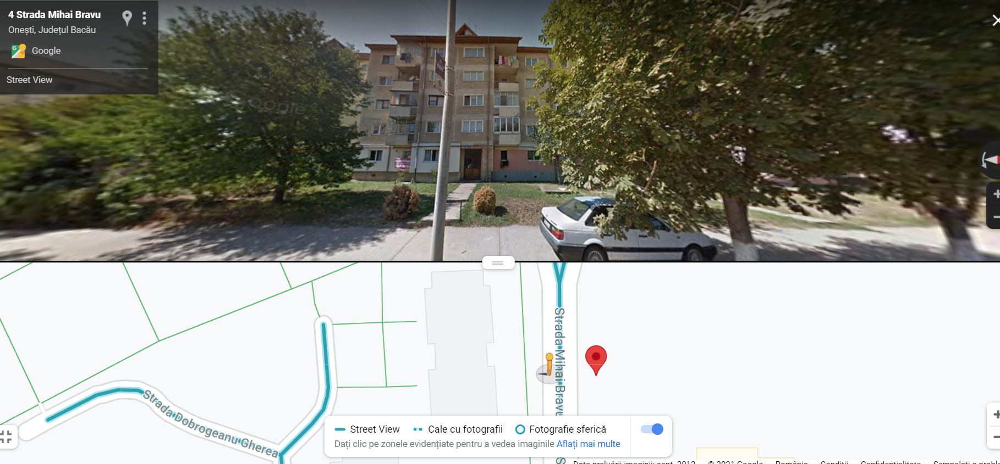 4 Strada Mihai Bravu
Onești, Județul Bacău
Google
Street View
Google
Strada Mihai Bravu
Strada Dobrogeanu Gherea
Street View
Cale cu fotografii
Fotografie sferică
Dați clic pe zonele evidențiate pentru a vedea imaginile Aflați mai multe
Data preluării imaginii: sept. 2012 © 2021 Google România Condiții Confidențialitate Semnalați o